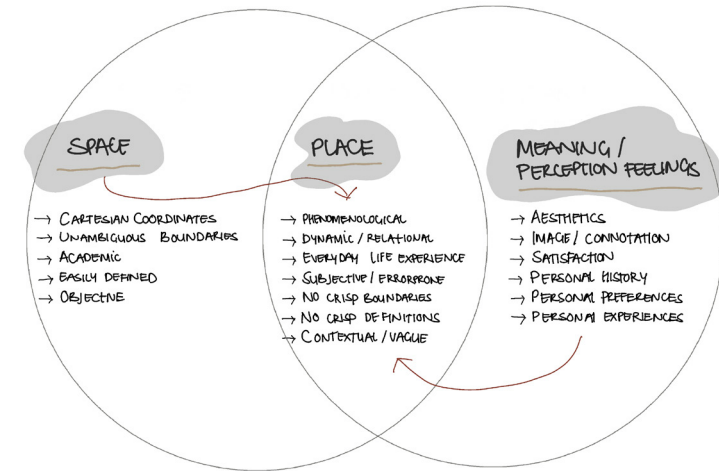 SPACE
→ CARTESIAN COORDINATES
→ UNAMBIGUOUS BOUNDARIES
→ ACADEMIC
→ EASILY DEFINED
→ OBJECTIVE
PLACE
→ PHENOMENOLOGICAL
→ DYNAMIC / RELATIONAL
→ EVERYDAY LIFE EXPERIENCE
→ SUBJECTIVE / ERRORPRONE
→ NO CRISP BOUNDARIES
→ NO CRISP DEFINITIONS
→ CONTEXTUAL / VAGUE
MEANING /
PERCEPTION FEELINGS
→ AESTHETICS
→ IMAGE / CONNOTATION
→ SATISFACTION
→ PERSONAL HISTORY
→ PERSONAL PREFERENCES
→ PERSONAL EXPERIENCES